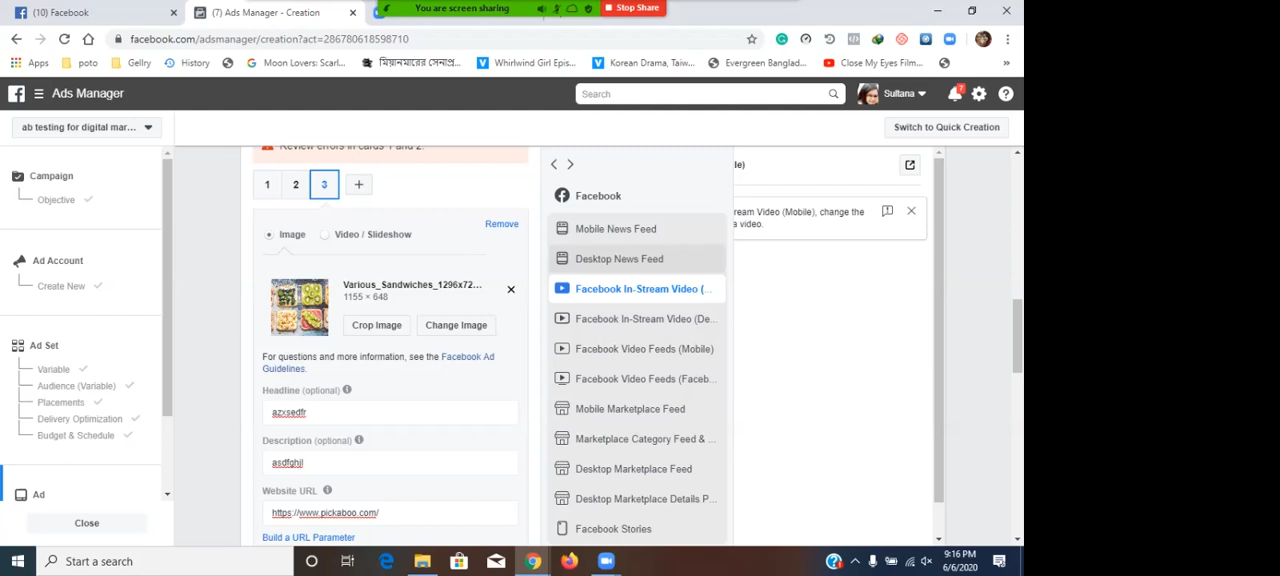 You are screen sharing
Stop Share
(10) Facebook
(7) Ads Manager - Creation
facebook.com/adsmanager/creation?act=286780618598710
Apps
poto
Gellry
History
Moon Lovers: Scarl...
মিয়ানমারের সেনাপ্র...
Whirlwind Girl Epis...
Korean Drama, Taiw...
Evergreen Banglad...
Close My Eyes Film...
Ads Manager
Search
Sultana
7
ab testing for digital mar...
Switch to Quick Creation
Campaign
Objective
Ad Account
Create New
Ad Set
Variable
Audience (Variable)
Placements
Delivery Optimization
Budget & Schedule
Ad
Close
Review errors in cards 1 and 2.
1 2 3 +
Remove
Image
Video / Slideshow
Various_Sandwiches_1296x72...
1155 × 648
Crop Image
Change Image
For questions and more information, see the Facebook Ad
Guidelines.
Headline (optional)
azxsedfr
Description (optional)
Website URL
https://www.pickaboo.com/
Build a URL Parameter
Facebook
Mobile News Feed
Desktop News Feed
Facebook In-Stream Video (...
Facebook In-Stream Video (De...
Facebook Video Feeds (Mobile)
Facebook Video Feeds (Faceb...
Mobile Marketplace Feed
Marketplace Category Feed & ...
Desktop Marketplace Feed
Desktop Marketplace Details P...
Facebook Stories
ream Video (Mobile), change the
a video.
Start a search
9:16 PM
6/6/2020